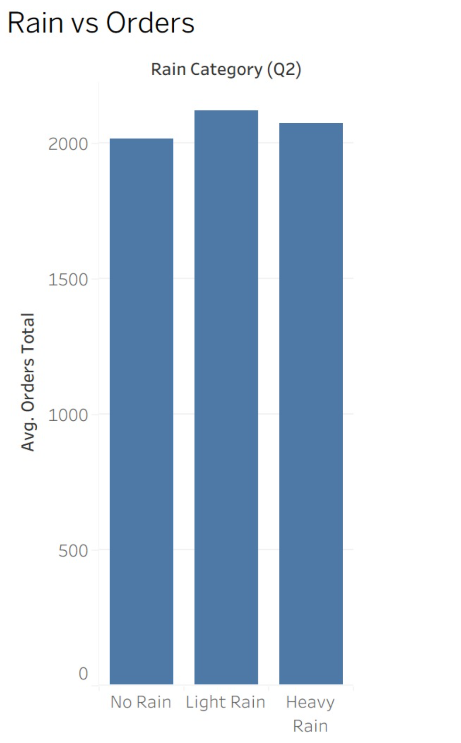 Rain vs Orders
Rain Category (Q2)
2000
1500
1000
500
0
Avg. Orders Total
No Rain
Light Rain
Heavy
Rain